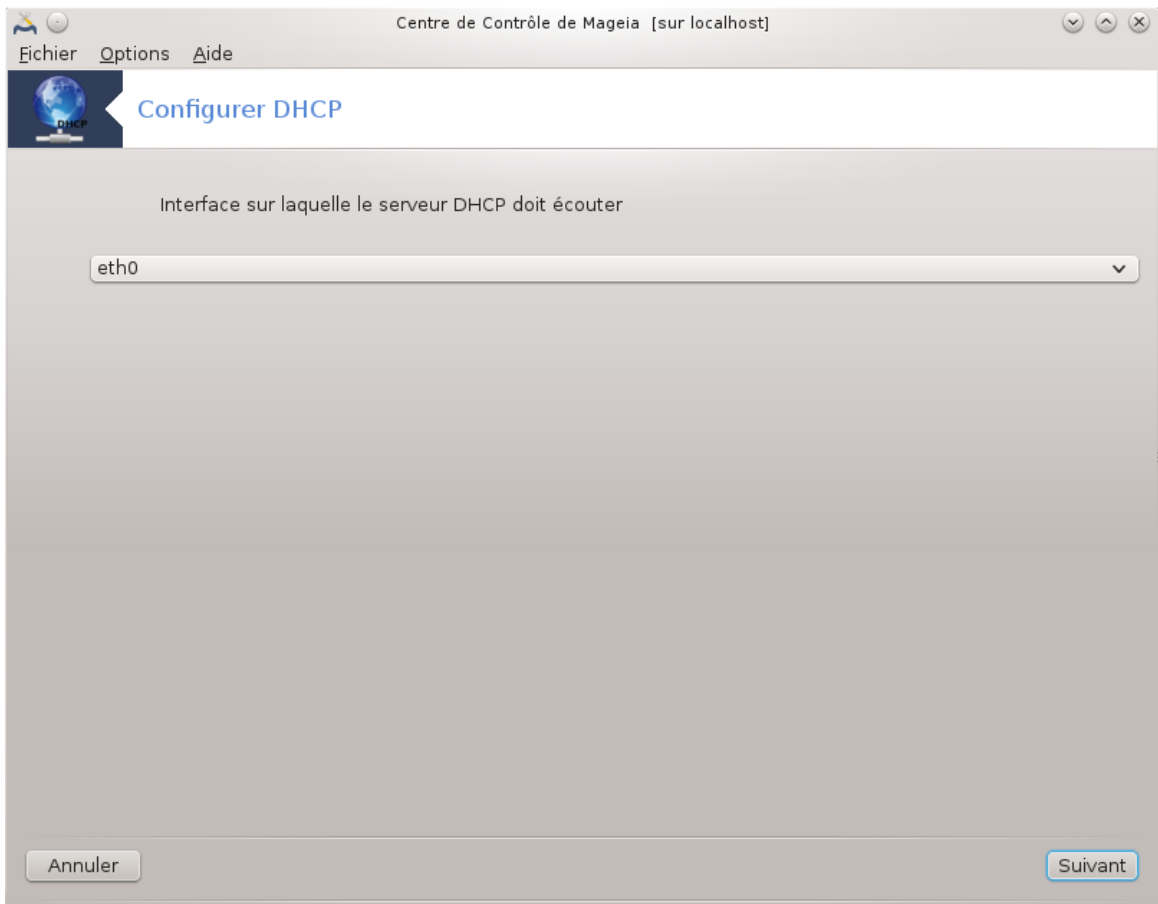 Centre de Contrôle de Mageia [sur localhost]
Fichier Options Aide
DHCP
Configurer DHCP
Interface sur laquelle le serveur DHCP doit écouter
eth0
Annuler Suivant